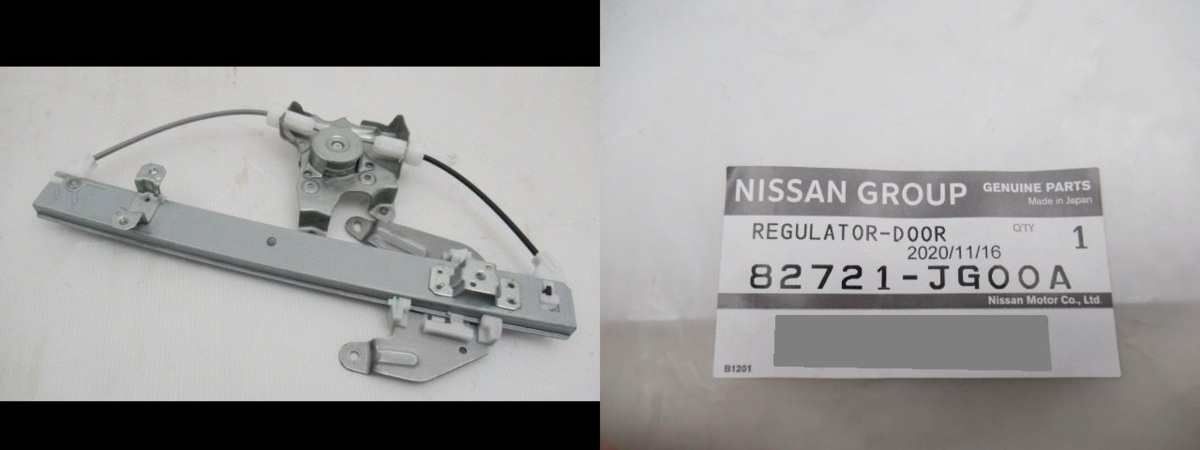 NISSAN GROUP GENUINE PARTS
Made in Japan
REGULATOR-DOOR QTY 1
2020/11/16
82721-JG00A
Nissan Motor Co., Ltd.
B1201